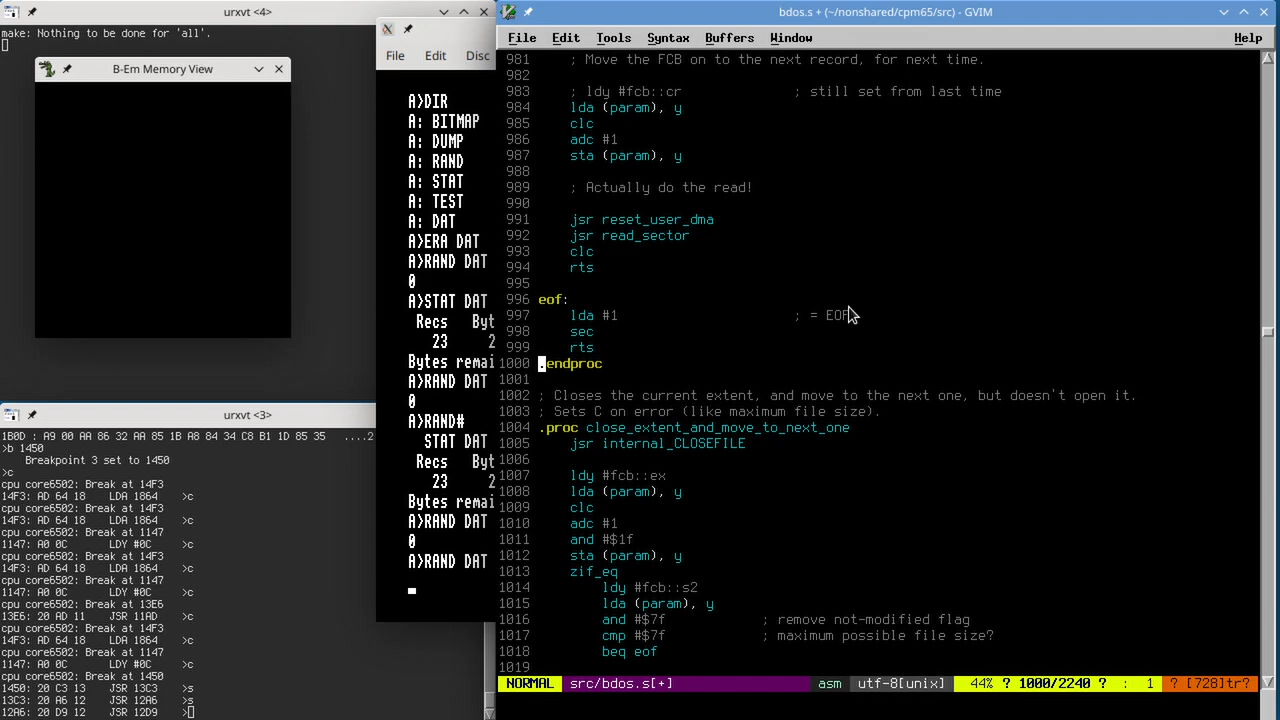 urxvt <4>
make: Nothing to be done for 'all'.
B-Em Memory View
File Edit Disc
A>DIR
A: BITMAP
A: DUMP
A: RAND
A: STAT
A: TEST
A: DAT
A>ERA DAT
A>RAND DAT
0
A>STAT DAT
Recs Byt
23 2
Bytes remai
A>RAND DAT
0
A>RAND#
STAT DAT
Recs Byt
23 2
Bytes remai
A>RAND DAT
0
A>RAND DAT
urxvt <3>
1B0D : A9 00 AA 86 32 AA 85 1B A8 84 34 C8 B1 1D 85 35 ....2
>b 1450
Breakpoint 3 set to 1450
>c
cpu core6502: Break at 14F3
14F3: AD 64 18 LDA 1864 >c
cpu core6502: Break at 14F3
14F3: AD 64 18 LDA 1864 >c
cpu core6502: Break at 1147
1147: A0 0C LDY #0C >c
cpu core6502: Break at 14F3
14F3: AD 64 18 LDA 1864 >c
cpu core6502: Break at 1147
1147: A0 0C LDY #0C >c
cpu core6502: Break at 13E6
13E6: 20 AD 11 JSR 11AD >c
cpu core6502: Break at 14F3
14F3: AD 64 18 LDA 1864 >c
cpu core6502: Break at 1147
1147: A0 0C LDY #0C >c
cpu core6502: Break at 1450
1450: 20 C3 13 JSR 13C3 >s
13C3: 20 A6 12 JSR 12A6 >s
12A6: 20 D9 12 JSR 12D9 >
bdos.s + (~/nonshared/cpm65/src) - GVIM
File Edit Tools Syntax Buffers Window Help
981 ; Move the FCB on to the next record, for next time.
982
983 ; ldy #fcb::cr ; still set from last time
984 lda (param), y
985 clc
986 adc #1
987 sta (param), y
988
989 ; Actually do the read!
990
991 jsr reset_user_dma
992 jsr read_sector
993 clc
994 rts
995
996 eof:
997 lda #1 ; = EOF
998 sec
999 rts
1000 .endproc
1001
1002 ; Closes the current extent, and move to the next one, but doesn't open it.
1003 ; Sets C on error (like maximum file size).
1004 .proc close_extent_and_move_to_next_one
1005 jsr internal_CLOSEFILE
1006
1007 ldy #fcb::ex
1008 lda (param), y
1009 clc
1010 adc #1
1011 and #$1f
1012 sta (param), y
1013 zif_eq
1014 ldy #fcb::s2
1015 lda (param), y
1016 and #$7f ; remove not-modified flag
1017 cmp #$7f ; maximum possible file size?
1018 beq eof
1019
NORMAL src/bdos.s[+] asm utf-8[unix] 44% ? 1000/2240 ? : 1 ? [728]tr?